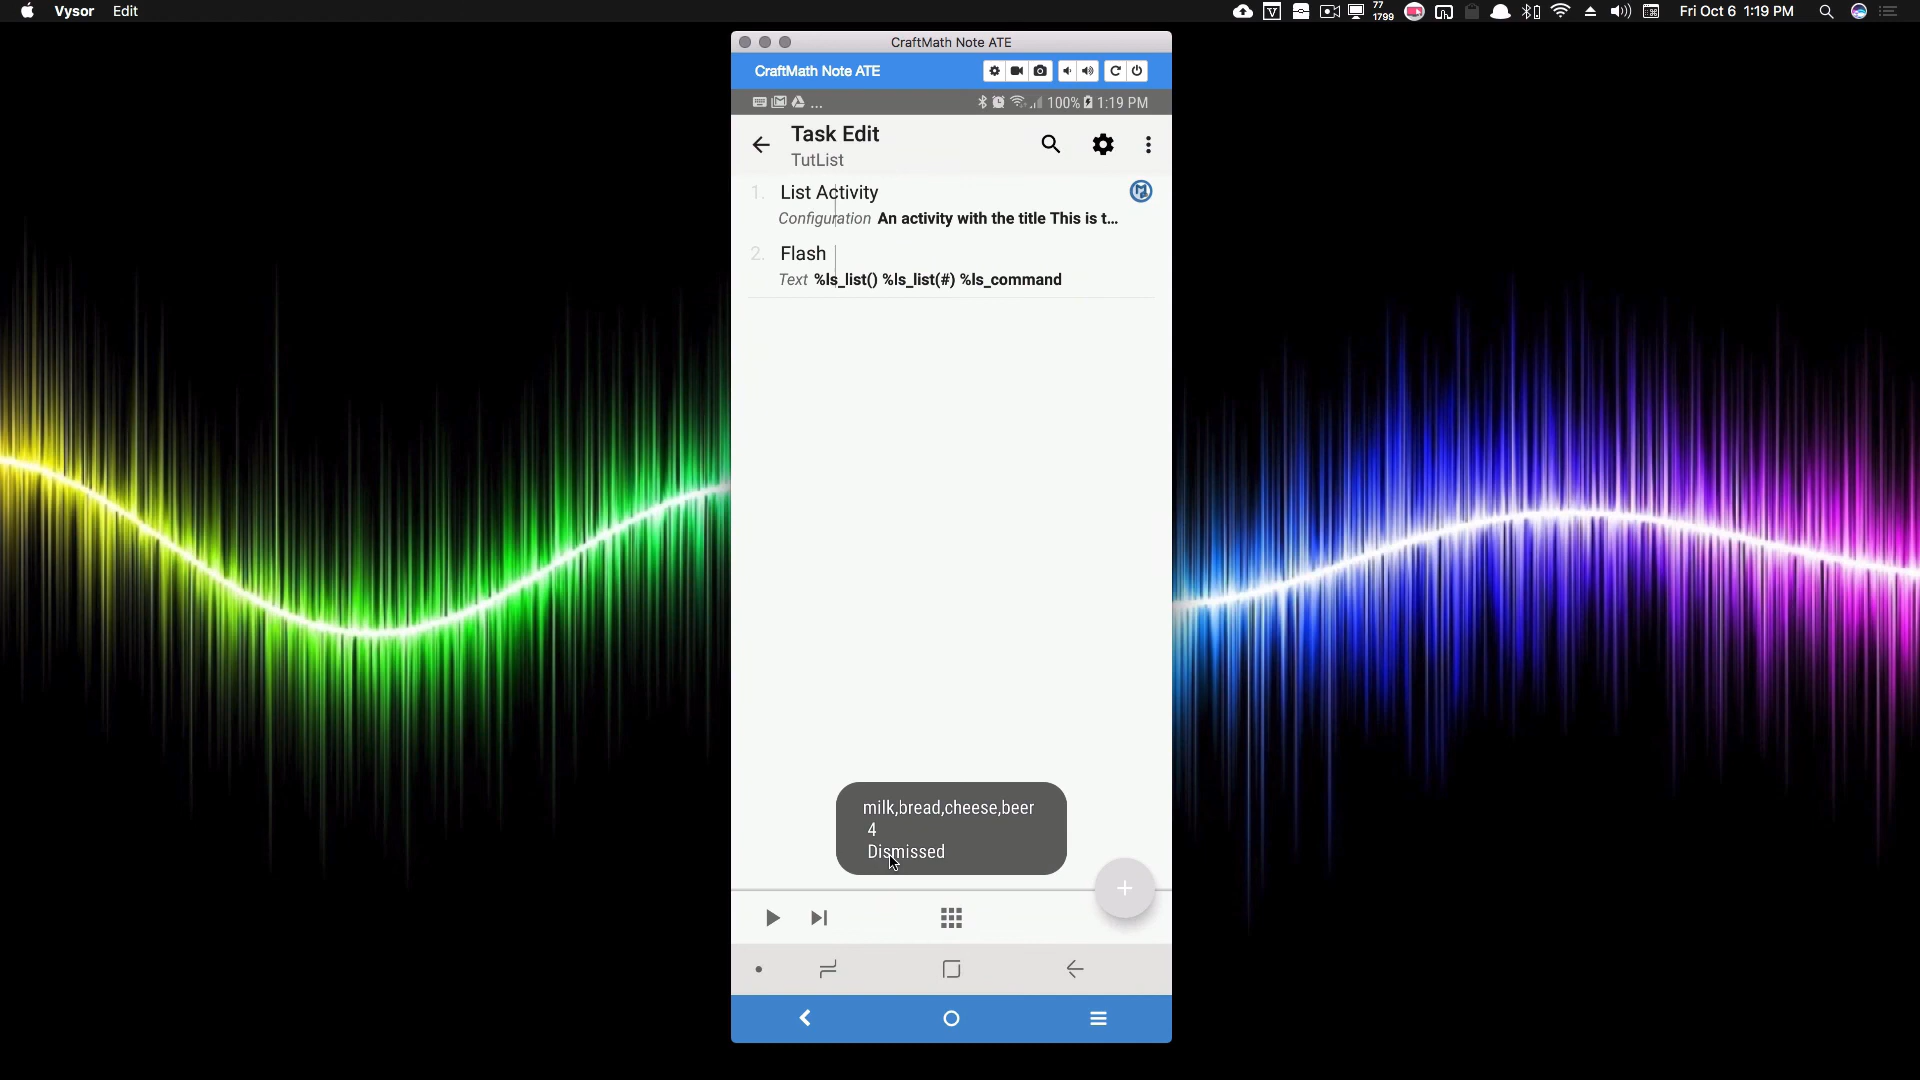 Vysor Edit
77
1799
Fri Oct 6 1:19 PM
CraftMath Note ATE
CraftMath Note ATE
... 100% 1:19 PM
Task Edit
TutList
1. List Activity
Configuration An activity with the title This is t...
2. Flash
Text %ls_list() %ls_list(#) %ls_command
milk,bread,cheese,beer
4
Dismissed